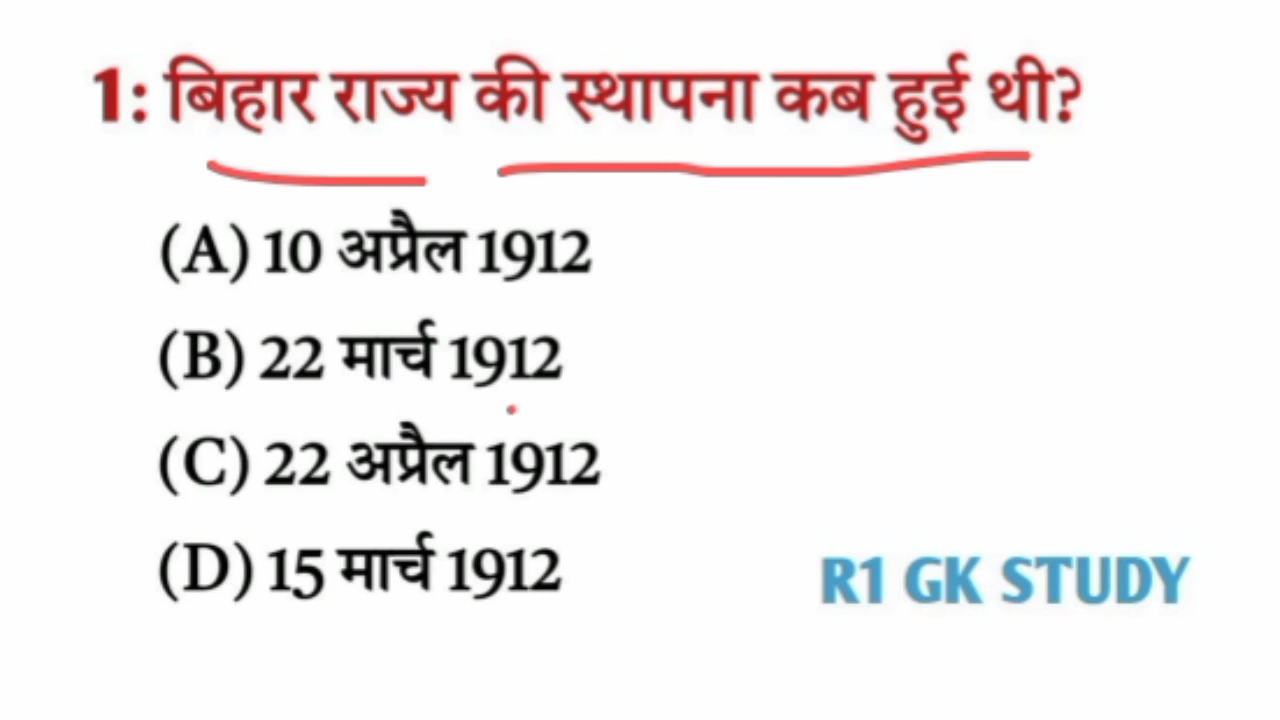 1: बिहार राज्य की स्थापना कब हुई थी?
(A) 10 अप्रैल 1912
(B) 22 मार्च 1912
(C) 22 अप्रैल 1912
(D) 15 मार्च 1912
R1 GK STUDY